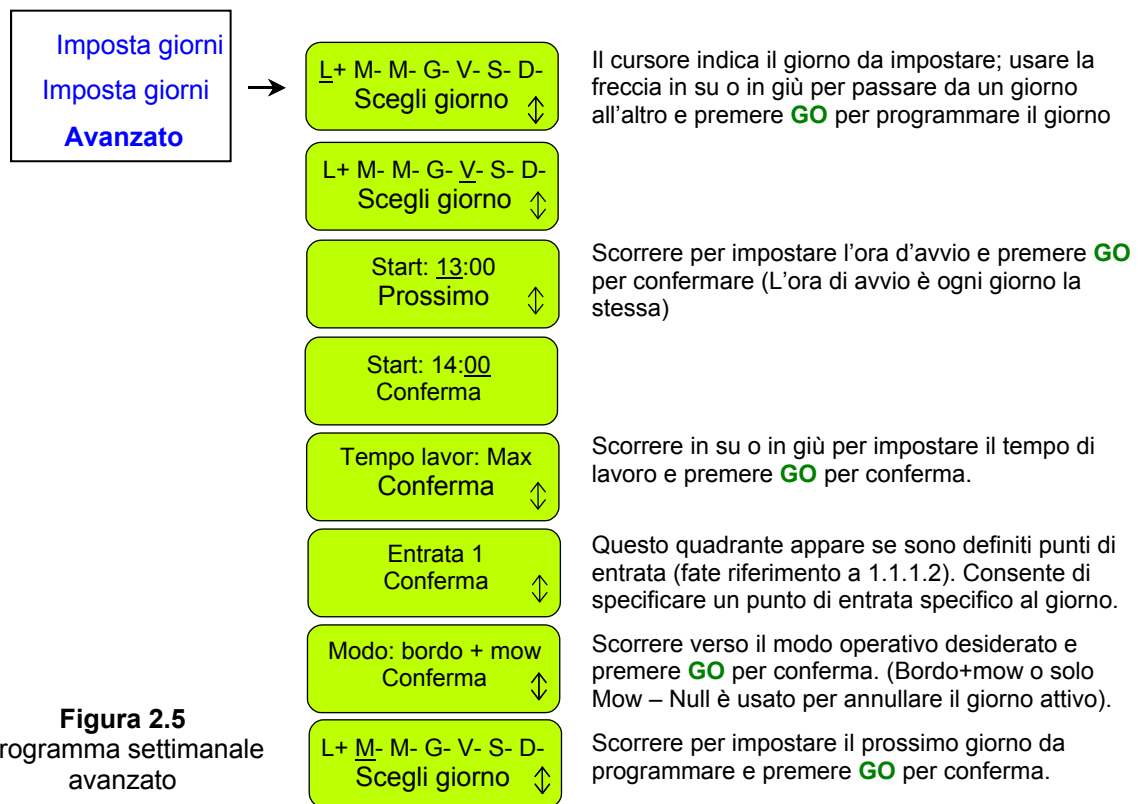 Imposta giorni
Imposta giorni
Avanzato
L+ M- M- G- V- S- D-
Scegli giorno
Il cursore indica il giorno da impostare; usare la
freccia in su o in giù per passare da un giorno
all’altro e premere GO per programmare il giorno
L+ M- M- G- V- S- D-
Scegli giorno
Start: 13:00
Prossimo
Scorrere per impostare l’ora d’avvio e premere GO
per confermare (L’ora di avvio è ogni giorno la
stessa)
Start: 14:00
Conferma
Tempo lavor: Max
Conferma
Scorrere in su o in giù per impostare il tempo di
lavoro e premere GO per conferma.
Entrata 1
Conferma
Questo quadrante appare se sono definiti punti di
entrata (fate riferimento a 1.1.1.2). Consente di
specificare un punto di entrata specifico al giorno.
Modo: bordo + mow
Conferma
Scorrere verso il modo operativo desiderato e
premere GO per conferma. (Bordo+mow o solo
Mow – Null è usato per annullare il giorno attivo).
Figura 2.5
rogramma settimanale
avanzato
L+ M- M- G- V- S- D-
Scegli giorno
Scorrere per impostare il prossimo giorno da
programmare e premere GO per conferma.